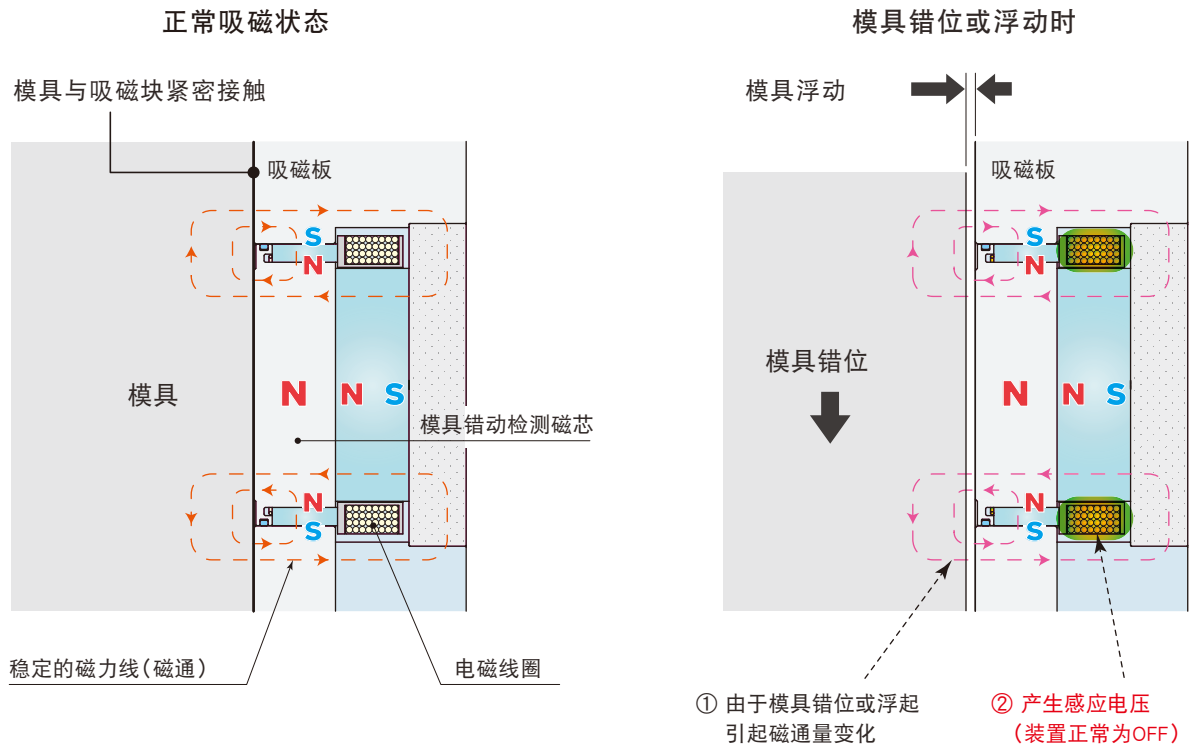 正常吸磁状态
模具与吸磁块紧密接触
吸磁板
S
N
模具
N
N
S
模具错动检测磁芯
N
S
稳定的磁力线(磁通)
电磁线圈
模具错位或浮动时
模具浮动
吸磁板
S
N
模具错位
N
N
S
N
S
① 由于模具错位或浮起
引起磁通量变化
② 产生感应电压
(装置正常为OFF)